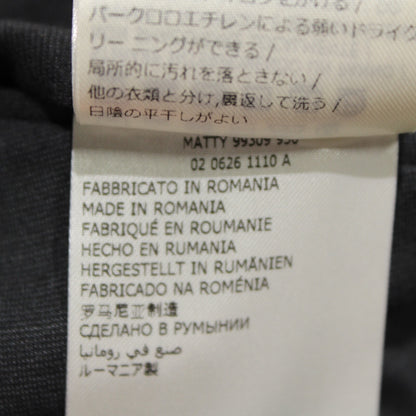 パークロロエチレンによる弱いドライク
リーニングができる/
局所的に汚れを落とさない/
他の衣類と分け,裏返して洗う/
日陰の平干しがよい
MATTY 99309 930
02 0626 1110 A
FABBRICATO IN ROMANIA
MADE IN ROMANIA
FABRIQUÉ EN ROUMANIE
HECHO EN RUMANIA
HERGESTELLT IN RUMÄNIEN
FABRICADO NA ROMÉNIA
罗马尼亚制造
СДЕЛАНО В РУМЫНИИ
صنع في رومانيا
ルーマニア製